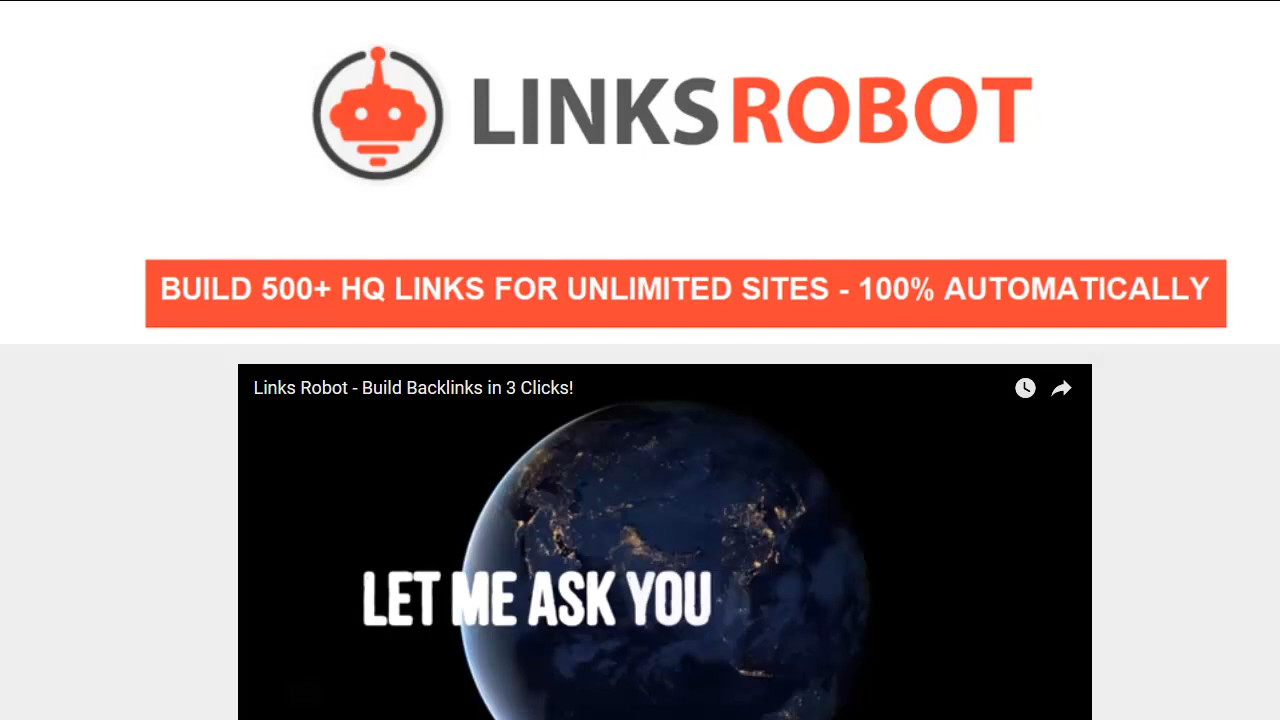 LINKS ROBOT
BUILD 500+ HQ LINKS FOR UNLIMITED SITES - 100% AUTOMATICALLY
Links Robot - Build Backlinks in 3 Clicks!
LET ME ASK YOU